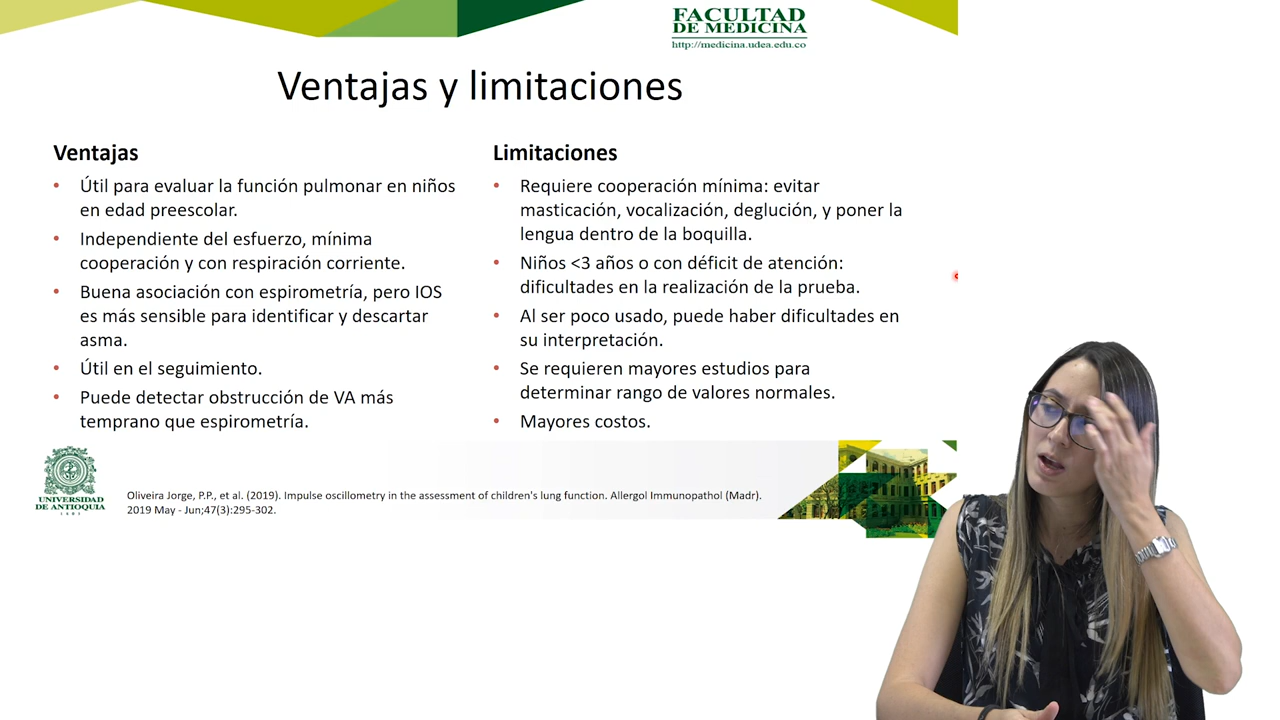 FACULTAD
DE MEDICINA
http://medicina.udea.edu.co
Ventajas y limitaciones
Ventajas
• Útil para evaluar la función pulmonar en niños
en edad preescolar.
• Independiente del esfuerzo, mínima
cooperación y con respiración corriente.
• Buena asociación con espirometría, pero IOS
es más sensible para identificar y descartar
asma.
• Útil en el seguimiento.
• Puede detectar obstrucción de VA más
temprano que espirometría.
Limitaciones
• Requiere cooperación mínima: evitar
masticación, vocalización, deglución, y poner la
lengua dentro de la boquilla.
• Niños <3 años o con déficit de atención:
dificultades en la realización de la prueba.
• Al ser poco usado, puede haber dificultades en
su interpretación.
• Se requieren mayores estudios para
determinar rango de valores normales.
• Mayores costos.
UNIVERSIDAD
DE ANTIOQUIA
1803
Oliveira Jorge, P.P., et al. (2019). Impulse oscillometry in the assessment of children's lung function. Allergol Immunopathol (Madr).
2019 May - Jun;47(3):295-302.